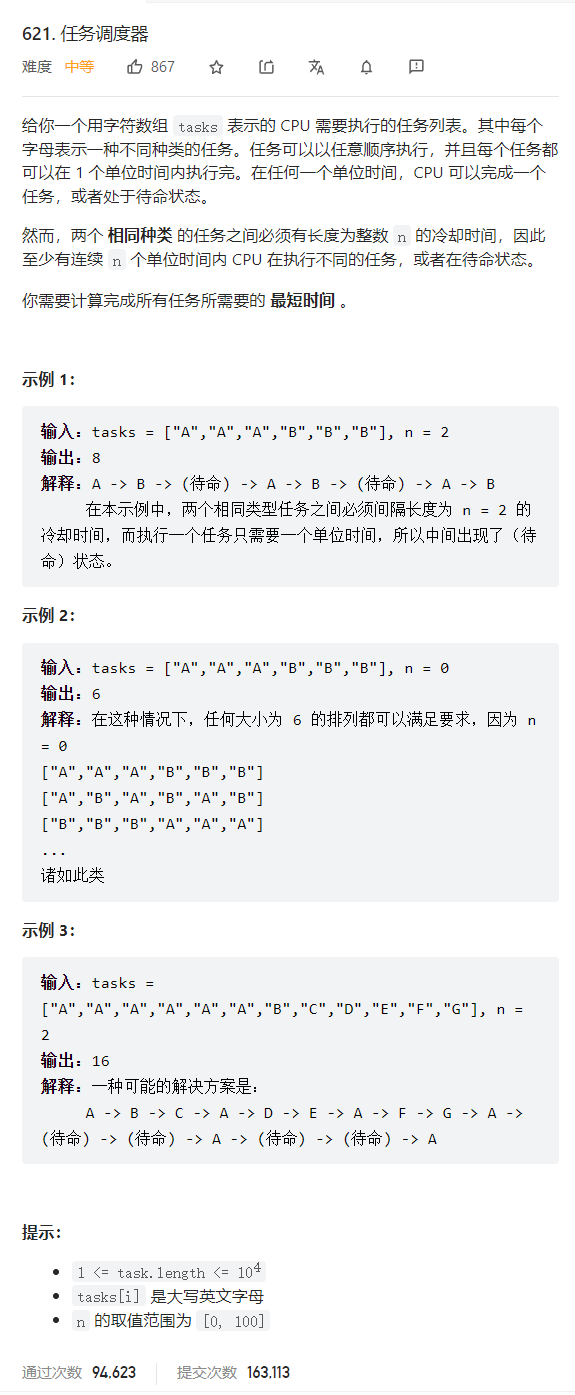 621. 任务调度器
难度 中等 867
给你一个用字符数组 tasks 表示的 CPU 需要执行的任务列表。其中每个
字母表示一种不同种类的任务。任务可以以任意顺序执行，并且每个任务都
可以在 1 个单位时间内执行完。在任何一个单位时间，CPU 可以完成一个
任务，或者处于待命状态。
然而，两个 相同种类 的任务之间必须有长度为整数 n 的冷却时间，因此
至少有连续 n 个单位时间内 CPU 在执行不同的任务，或者在待命状态。
你需要计算完成所有任务所需要的 最短时间 。
示例 1：
输入：tasks = ["A","A","A","B","B","B"], n = 2
输出：8
解释：A -> B -> (待命) -> A -> B -> (待命) -> A -> B
在本示例中，两个相同类型任务之间必须间隔长度为 n = 2 的
冷却时间，而执行一个任务只需要一个单位时间，所以中间出现了（待
命）状态。
示例 2：
输入：tasks = ["A","A","A","B","B","B"], n = 0
输出：6
解释：在这种情况下，任何大小为 6 的排列都可以满足要求，因为 n
= 0
["A","A","A","B","B","B"]
["A","B","A","B","A","B"]
["B","B","B","A","A","A"]
...
诸如此类
示例 3：
输入：tasks =
["A","A","A","A","A","A","B","C","D","E","F","G"], n =
2
输出：16
解释：一种可能的解决方案是：
A -> B -> C -> A -> D -> E -> A -> F -> G -> A ->
(待命) -> (待命) -> A -> (待命) -> (待命) -> A
提示：
• 1 <= task.length <= 10⁴
• tasks[i] 是大写英文字母
• n 的取值范围为 [0, 100]
通过次数 94,623 提交次数 163,113